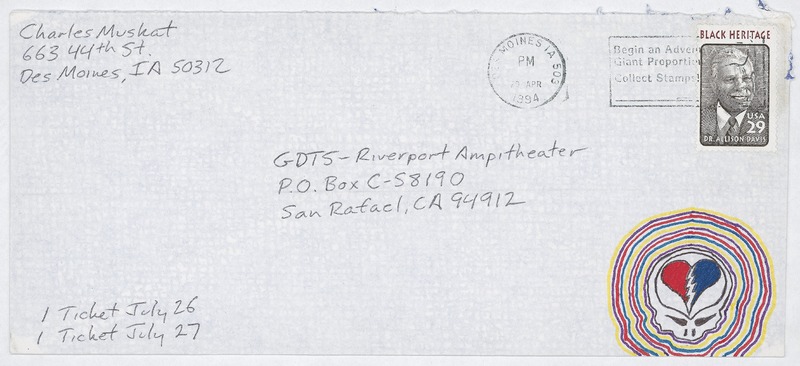 Charles Muskat
663 44th St.
Des Moines, IA 50312
MOINES IA 503
PM
APR
1994
Begin an Adven
Giant Proportio
Collect Stamps!
BLACK HERITAGE
USA
29
DR. ALLISON DAVIS
GDTS-Riverport Ampitheater
P.O. Box C-S8190
San Rafael, CA 94912
1 Ticket July 26
1 Ticket July 27